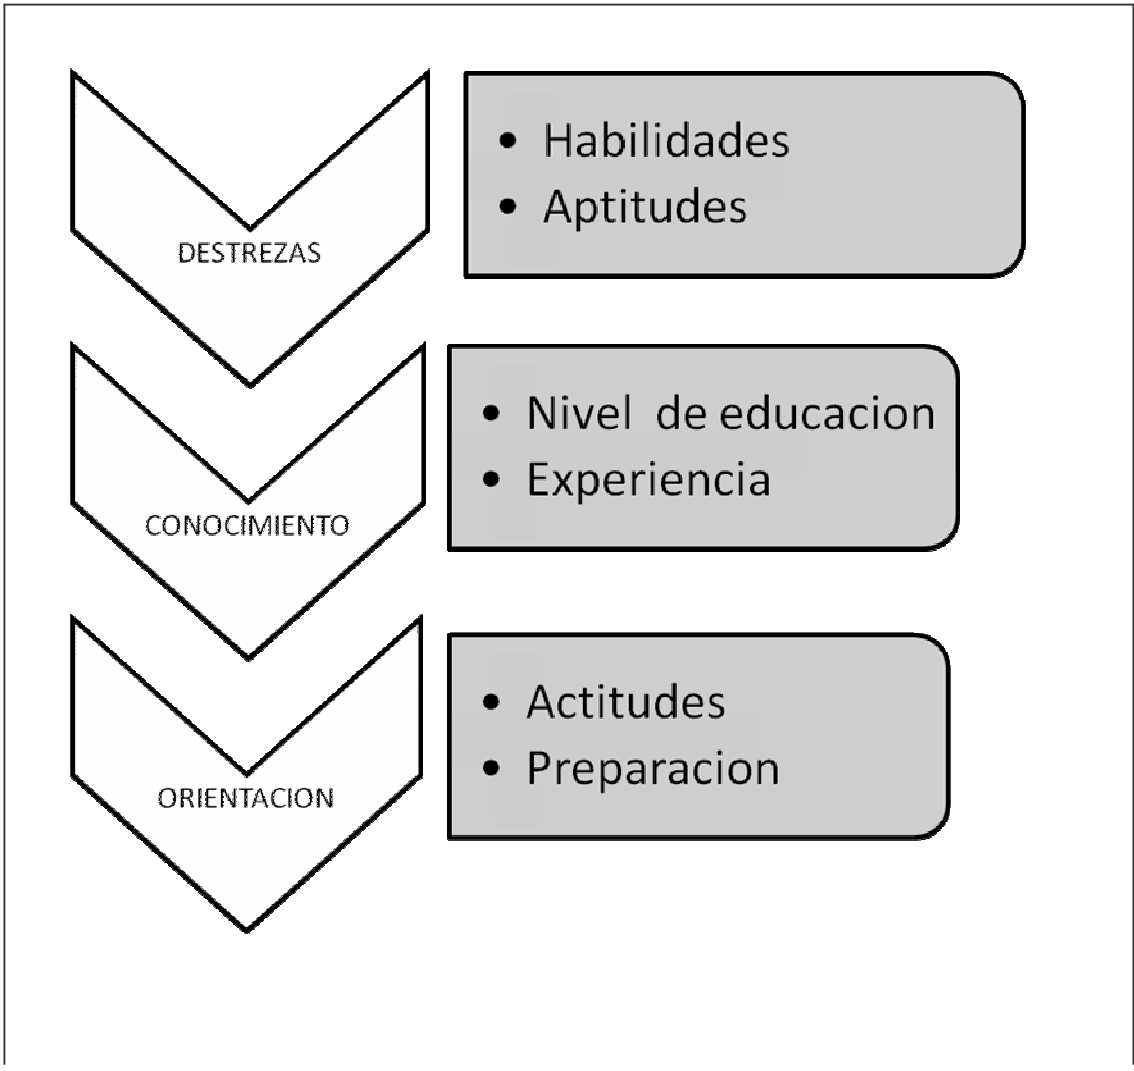 • Habilidades
• Aptitudes
DESTREZAS
• Nivel de educacion
• Experiencia
CONOCIMIENTO
• Actitudes
• Preparacion
ORIENTACION